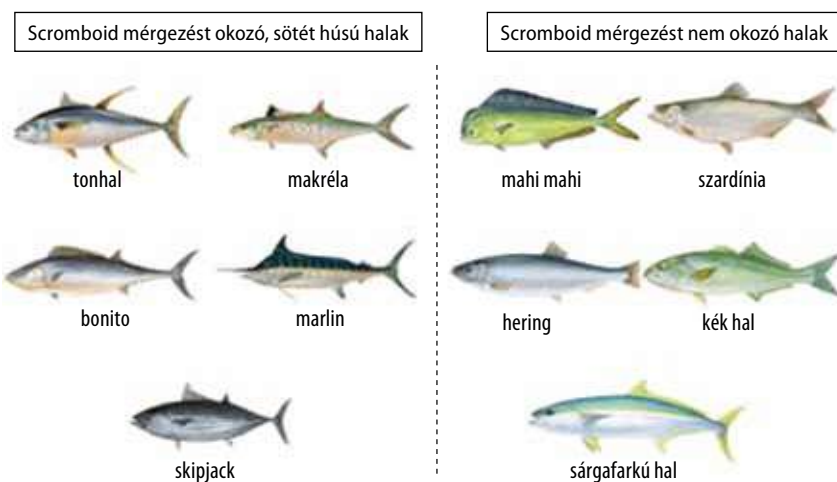 Scromboid mérgezést okozó, sötét húsú halak
Scromboid mérgezést nem okozó halak
tonhal
makréla
mahi mahi
szardínia
bonito
marlin
hering
kék hal
skipjack
sárgafarkú hal